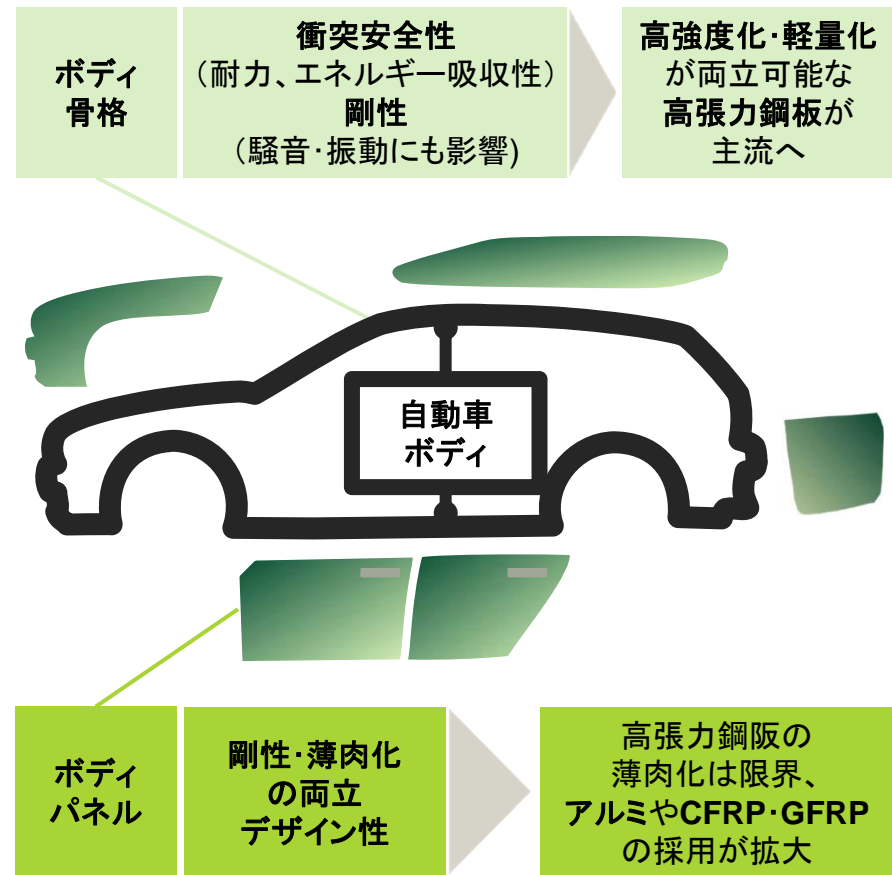 ボディ
骨格
衝突安全性
（耐力、エネルギー吸収性）
剛性
（騒音･振動にも影響)
高強度化･軽量化
が両立可能な
高張力鋼板が
主流へ
自動車
ボディ
ボディ
パネル
剛性･薄肉化
の両立
デザイン性
高張力鋼阪の
薄肉化は限界、
アルミやCFRP･GFRP
の採用が拡大